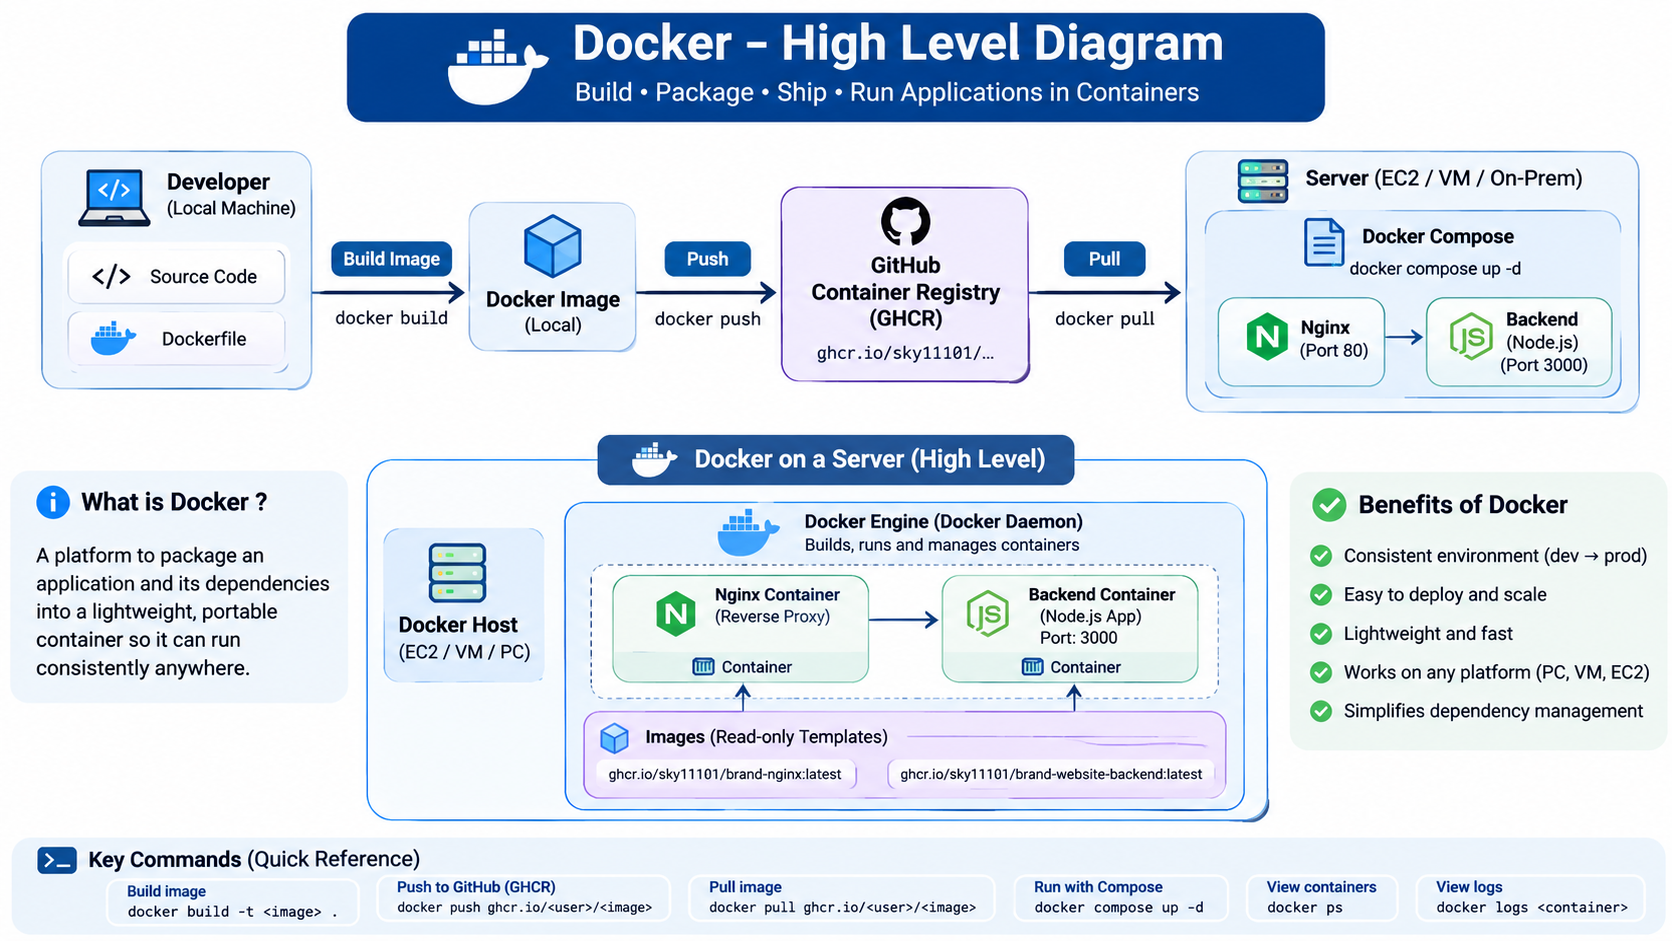 Docker – High Level Diagram
Build • Package • Ship • Run Applications in Containers
Developer
(Local Machine)
</> Source Code
Dockerfile
Build Image
docker build
Docker Image
(Local)
Push
docker push
GitHub
Container Registry
(GHCR)
ghcr.io/sky11101/...
Pull
docker pull
Server (EC2 / VM / On-Prem)
Docker Compose
docker compose up -d
Nginx
(Port 80)
Backend
(Node.js)
(Port 3000)
What is Docker ?
A platform to package an
application and its dependencies
into a lightweight, portable
container so it can run
consistently anywhere.
Docker on a Server (High Level)
Docker Host
(EC2 / VM / PC)
Docker Engine (Docker Daemon)
Builds, runs and manages containers
Nginx Container
(Reverse Proxy)
Container
Backend Container
(Node.js App)
Port: 3000
Container
Images (Read-only Templates)
ghcr.io/sky11101/brand-nginx:latest
ghcr.io/sky11101/brand-website-backend:latest
Benefits of Docker
Consistent environment (dev → prod)
Easy to deploy and scale
Lightweight and fast
Works on any platform (PC, VM, EC2)
Simplifies dependency management
Key Commands (Quick Reference)
Build image
docker build -t <image> .
Push to GitHub (GHCR)
docker push ghcr.io/<user>/<image>
Pull image
docker pull ghcr.io/<user>/<image>
Run with Compose
docker compose up -d
View containers
docker ps
View logs
docker logs <container>